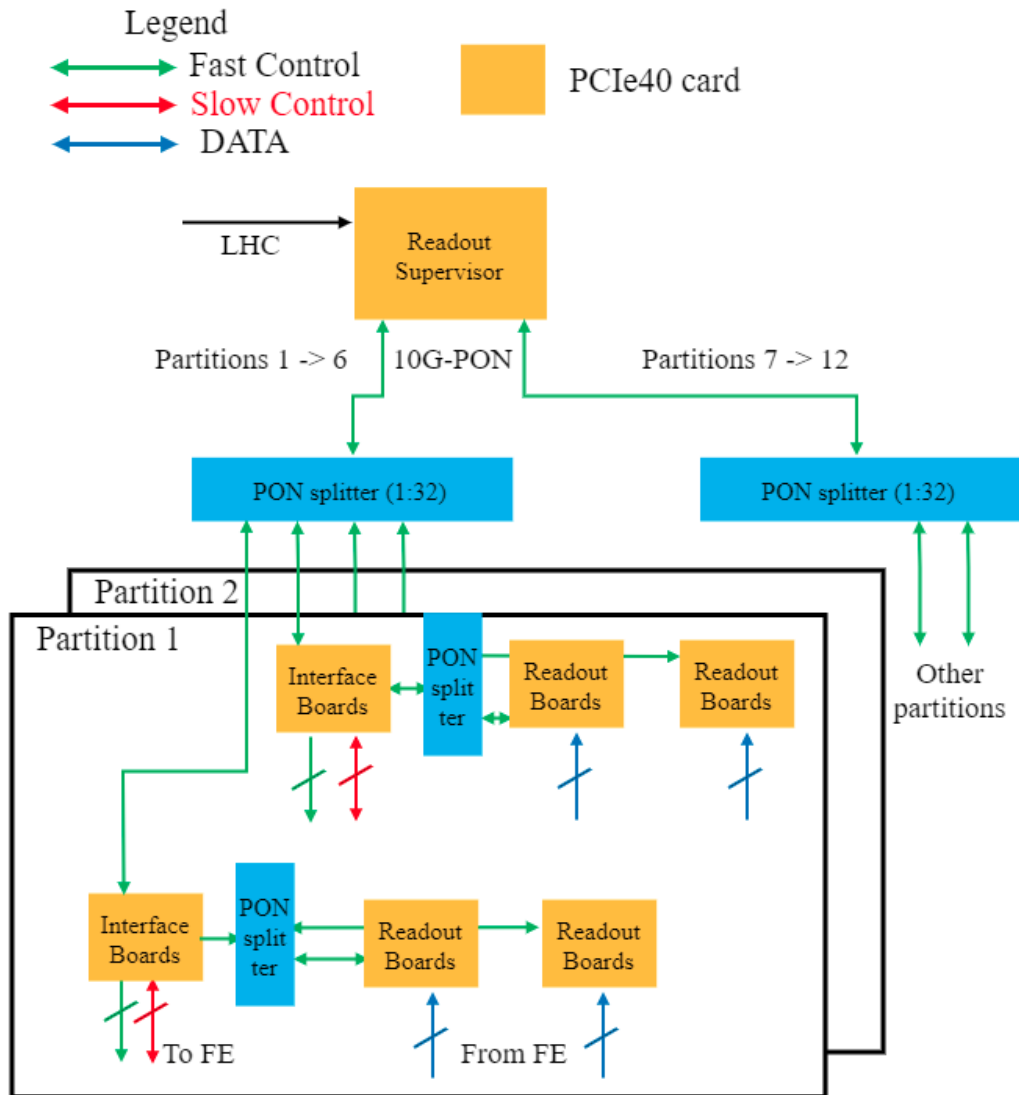 Legend
Fast Control
Slow Control
DATA
PCIe40 card
LHC
Readout
Supervisor
Partitions 1 -> 6
10G-PON
Partitions 7 -> 12
PON splitter (1:32)
PON splitter (1:32)
Partition 2
Partition 1
Interface
Boards
PON
split
ter
Readout
Boards
Readout
Boards
Other
partitions
Interface
Boards
PON
split
ter
Readout
Boards
Readout
Boards
To FE
From FE